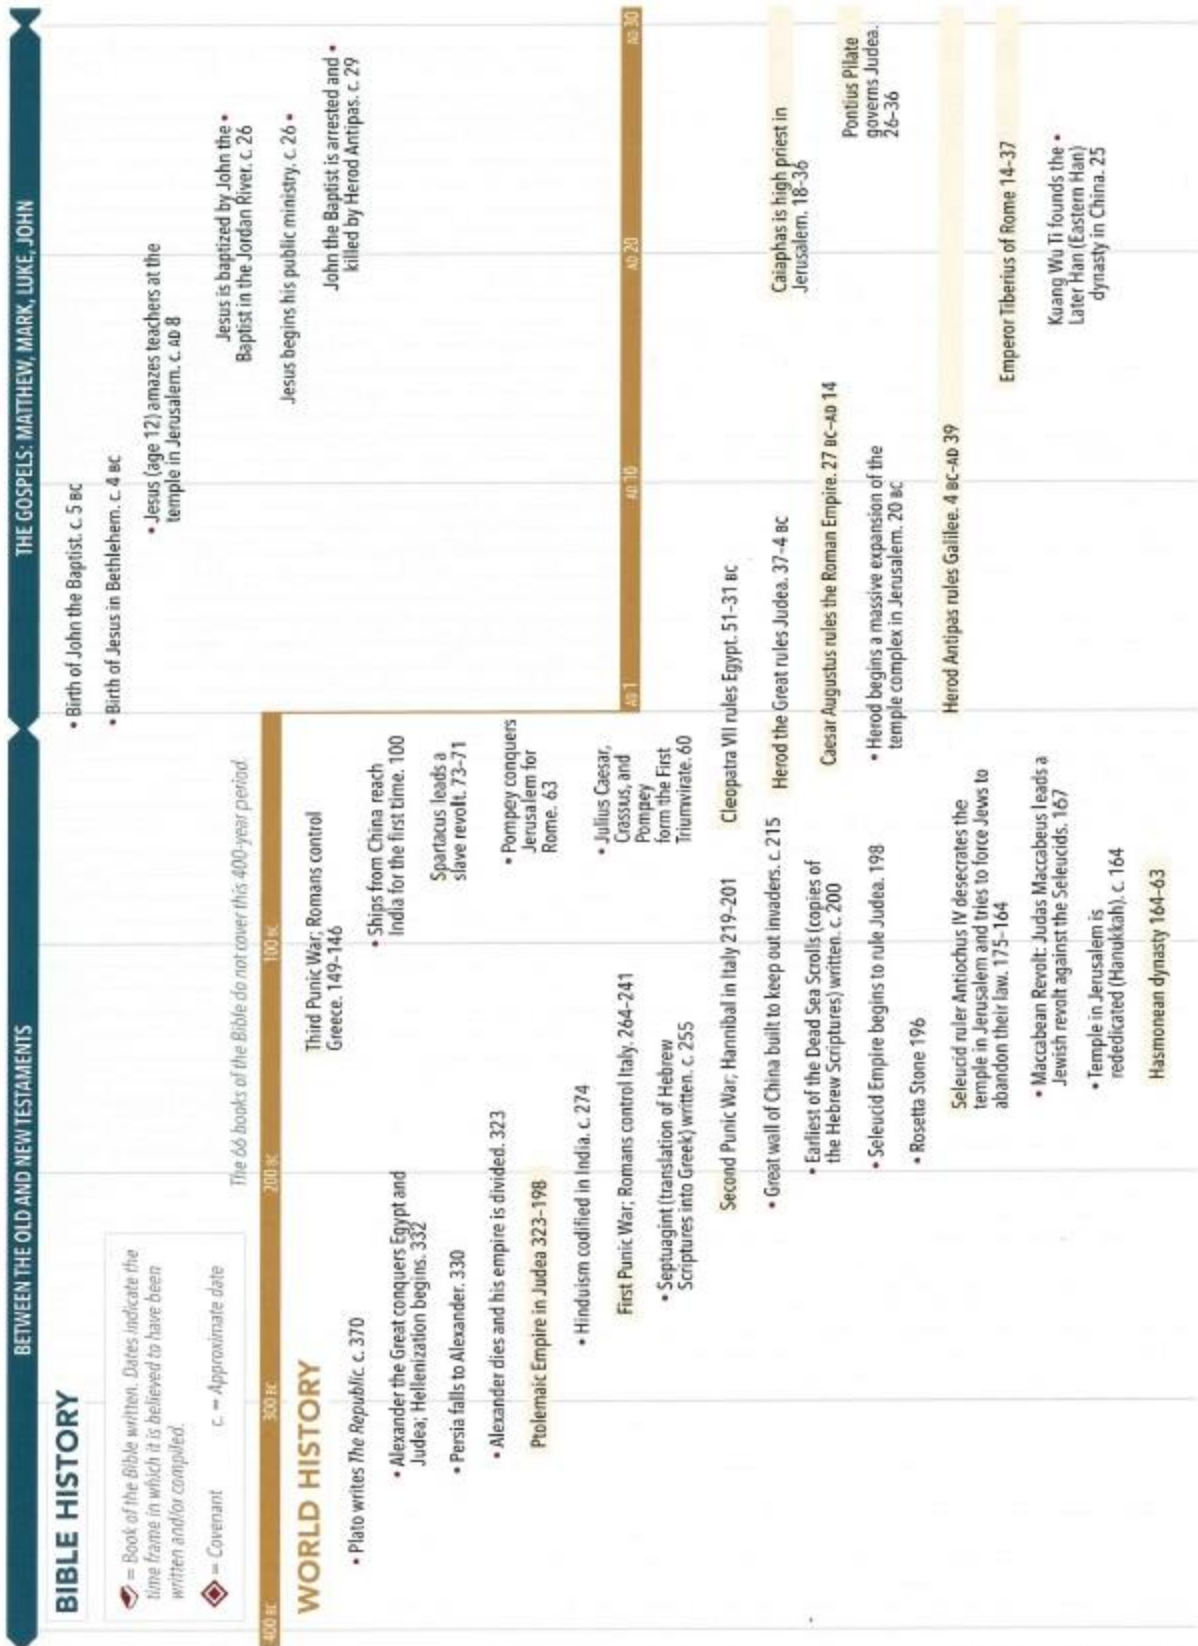 BETWEEN THE OLD AND NEW TESTAMENTS
THE GOSPELS: MATTHEW, MARK, LUKE, JOHN
BIBLE HISTORY
= Book of the Bible written. Dates indicate the
time frame in which it is believed to have been
written and/or compiled.
= Covenant c. = Approximate date
The 66 books of the Bible do not cover this 400-year period.
• Birth of John the Baptist. c. 5 BC
• Birth of Jesus in Bethlehem. c. 4 BC
• Jesus (age 12) amazes teachers at the
temple in Jerusalem. c. AD 8
Jesus is baptized by John the •
Baptist in the Jordan River. c. 26
Jesus begins his public ministry. c. 26 •
John the Baptist is arrested and •
killed by Herod Antipas. c. 29
400 BC
300 BC
200 BC
100 BC
AD 1
AD 10
AD 20
AD 30
WORLD HISTORY
• Plato writes The Republic. c. 370
• Alexander the Great conquers Egypt and
Judea; Hellenization begins. 332
• Persia falls to Alexander. 330
• Alexander dies and his empire is divided. 323
Ptolemaic Empire in Judea 323–198
• Hinduism codified in India. c. 274
First Punic War; Romans control Italy. 264–241
• Septuagint (translation of Hebrew
Scriptures into Greek) written. c. 255
Second Punic War; Hannibal in Italy 219–201
• Great wall of China built to keep out invaders. c. 215
• Earliest of the Dead Sea Scrolls (copies of
the Hebrew Scriptures) written. c. 200
• Seleucid Empire begins to rule Judea. 198
• Rosetta Stone 196
Seleucid ruler Antiochus IV desecrates the
temple in Jerusalem and tries to force Jews to
abandon their law. 175–164
• Maccabean Revolt: Judas Maccabeus leads a
Jewish revolt against the Seleucids. 167
• Temple in Jerusalem is
rededicated (Hanukkah). c. 164
Hasmonean dynasty 164–63
Third Punic War; Romans control
Greece. 149–146
• Ships from China reach
India for the first time. 100
Spartacus leads a
slave revolt. 73–71
• Pompey conquers
Jerusalem for
Rome. 63
• Julius Caesar,
Crassus, and
Pompey
form the First
Triumvirate. 60
Cleopatra VII rules Egypt. 51–31 BC
Herod the Great rules Judea. 37–4 BC
Caesar Augustus rules the Roman Empire. 27 BC–AD 14
• Herod begins a massive expansion of the
temple complex in Jerusalem. 20 BC
Herod Antipas rules Galilee. 4 BC–AD 39
Caiaphas is high priest in
Jerusalem. 18–36
Pontius Pilate
governs Judea.
26–36
Emperor Tiberius of Rome 14–37
Kuang Wu Ti founds the •
Later Han (Eastern Han)
dynasty in China. 25